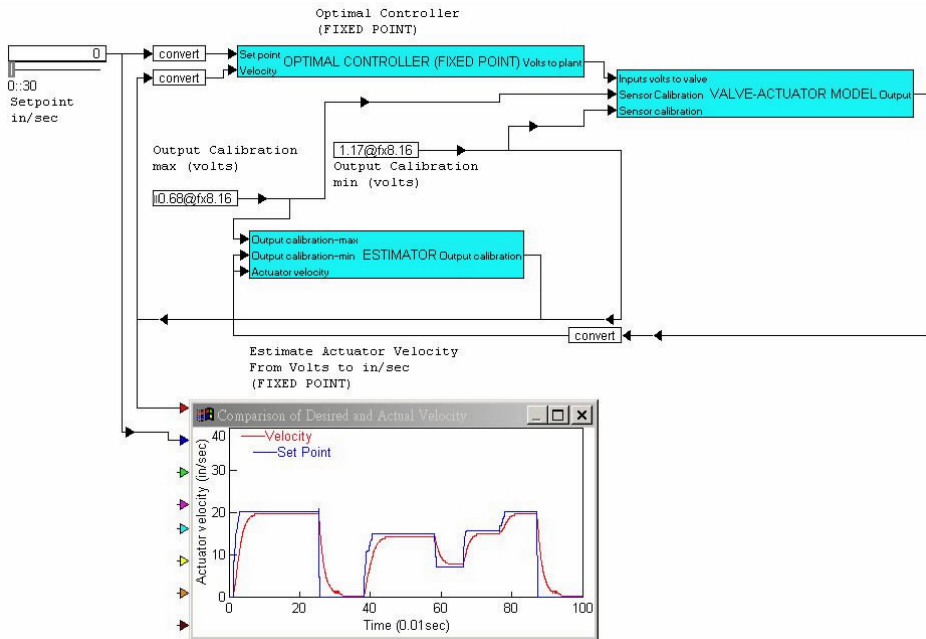 Optimal Controller
(FIXED POINT)
0
convert
convert
0::30
Setpoint
in/sec
Set point
Velocity
OPTIMAL CONTROLLER (FIXED POINT)
Volts to plant
Inputs volts to valve
Sensor Calibration
Sensor calibration
VALVE-ACTUATOR MODEL
Output
Output Calibration
max (volts)
1.17@fx8.16
Output Calibration
min (volts)
0.68@fx8.16
Output calibration-max
Output calibration-min
Actuator velocity
ESTIMATOR
Output calibration
convert
Estimate Actuator Velocity
From Volts to in/sec
(FIXED POINT)
Comparison of Desired and Actual Velocity
Velocity
Set Point
Actuator velocity (in/sec)
40
30
20
10
0
0
20
40
60
80
100
Time (0.01sec)